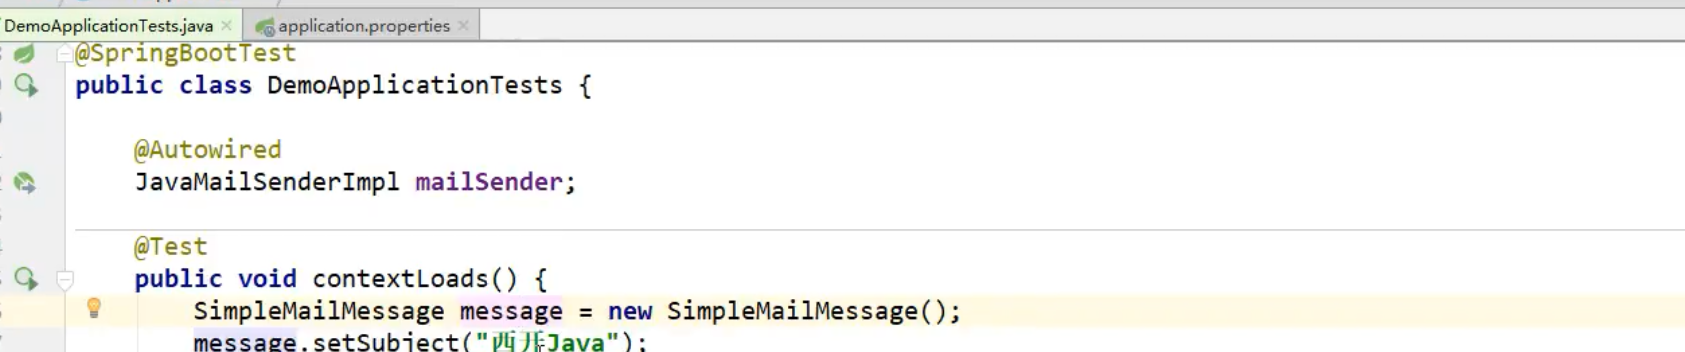 DemoApplicationTests.java application.properties
@SpringBootTest
public class DemoApplicationTests {
@Autowired
JavaMailSenderImpl mailSender;
@Test
public void contextLoads() {
SimpleMailMessage message = new SimpleMailMessage();
message.setSubject("西开Java");